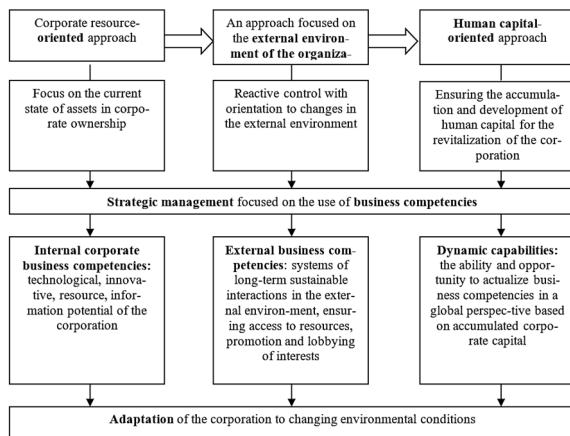 Corporate resource-
oriented approach
An approach focused on
the external environ-
ment of the organiza-
Human capital-
oriented approach
Focus on the current
state of assets in corpo-
rate ownership
Reactive control with
orientation to changes in
the external environment
Ensuring the accumula-
tion and development of
human capital for the
revitalization of the cor-
poration
Strategic management focused on the use of business competencies
Internal corporate
business competencies:
technological, innova-
tive, resource, infor-
mation potential of the
corporation
External business com-
petencies: systems of
long-term sustainable
interactions in the exter-
nal environ-ment, ensur-
ing access to resources,
promotion and lobbying
of interests
Dynamic capabilities:
the ability and oppor-
tunity to actualize busi-
ness competencies in a
global perspec-tive based
on accumulated corpo-
rate capital
Adaptation of the corporation to changing environmental conditions